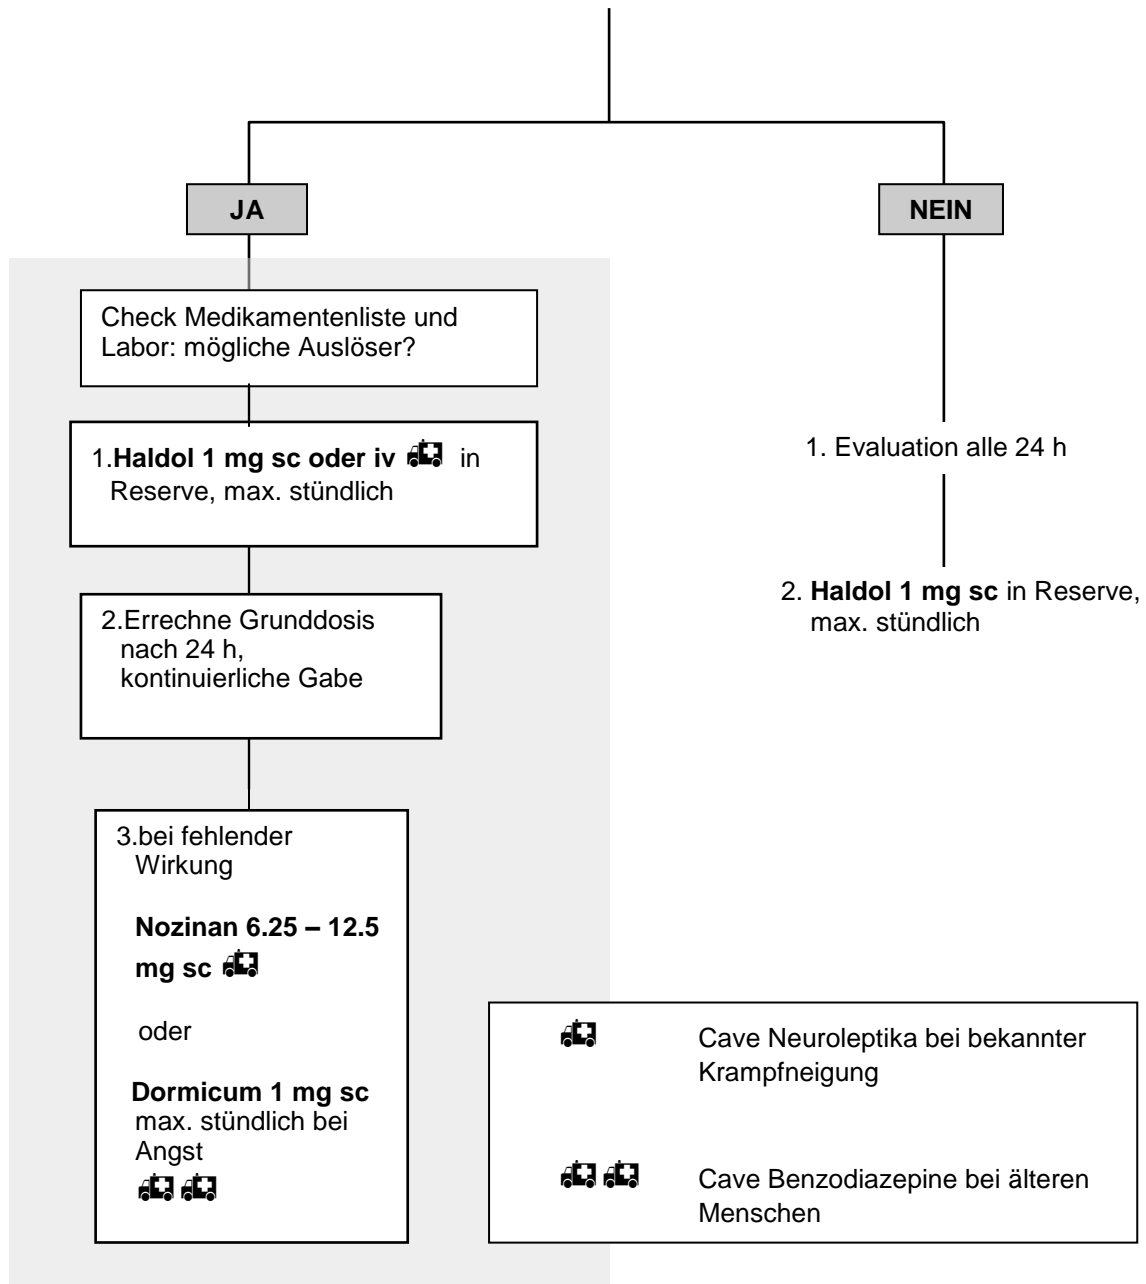 JA
NEIN
Check Medikamentenliste und
Labor: mögliche Auslöser?
1.Haldol 1 mg sc oder iv in
Reserve, max. stündlich
2.Errechne Grunddosis
nach 24 h,
kontinuierliche Gabe
3.bei fehlender
Wirkung
Nozinan 6.25 – 12.5
mg sc
oder
Dormicum 1 mg sc
max. stündlich bei
Angst
1. Evaluation alle 24 h
2. Haldol 1 mg sc in Reserve,
max. stündlich
Cave Neuroleptika bei bekannter
Krampfneigung
Cave Benzodiazepine bei älteren
Menschen